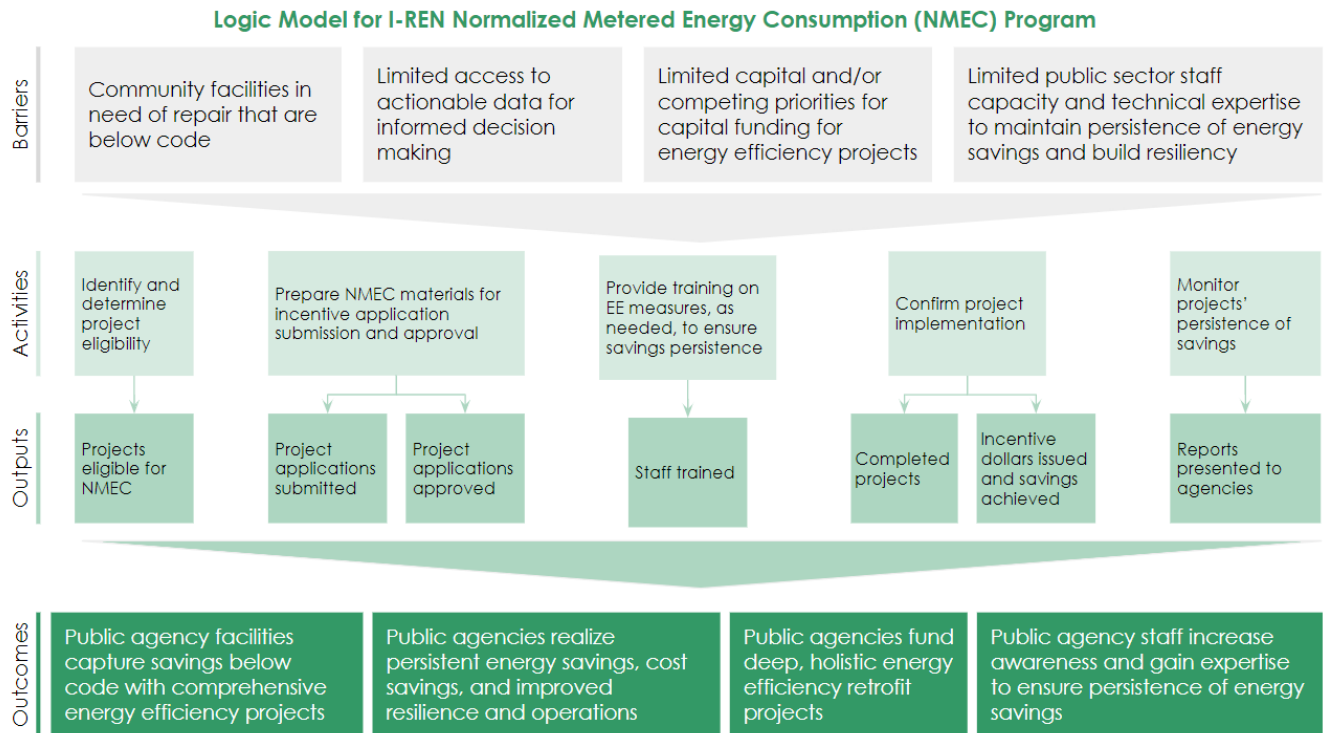 Logic Model for I-REN Normalized Metered Energy Consumption (NMEC) Program
Barriers
Community facilities in
need of repair that are
below code
Limited access to
actionable data for
informed decision
making
Limited capital and/or
competing priorities for
capital funding for
energy efficiency projects
Limited public sector staff
capacity and technical expertise
to maintain persistence of energy
savings and build resiliency
Activities
Identify and
determine
project
eligibility
Prepare NMEC materials for
incentive application
submission and approval
Provide training on
EE measures, as
needed, to ensure
savings persistence
Confirm project
implementation
Monitor
projects'
persistence of
savings
Outputs
Projects
eligible for
NMEC
Project
applications
submitted
Project
applications
approved
Staff trained
Completed
projects
Incentive
dollars issued
and savings
achieved
Reports
presented to
agencies
Outcomes
Public agency facilities
capture savings below
code with comprehensive
energy efficiency projects
Public agencies realize
persistent energy savings, cost
savings, and improved
resilience and operations
Public agencies fund
deep, holistic energy
efficiency retrofit
projects
Public agency staff increase
awareness and gain expertise
to ensure persistence of energy
savings